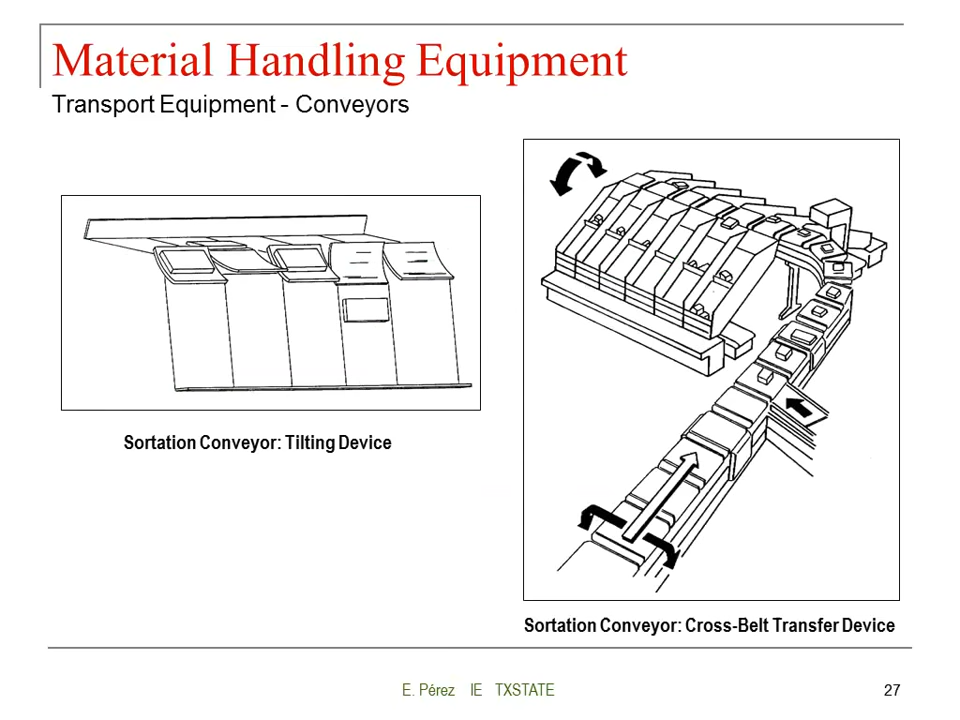 Material Handling Equipment
Transport Equipment - Conveyors
Sortation Conveyor: Tilting Device
Sortation Conveyor: Cross-Belt Transfer Device
E. Pérez IE TXSTATE
27